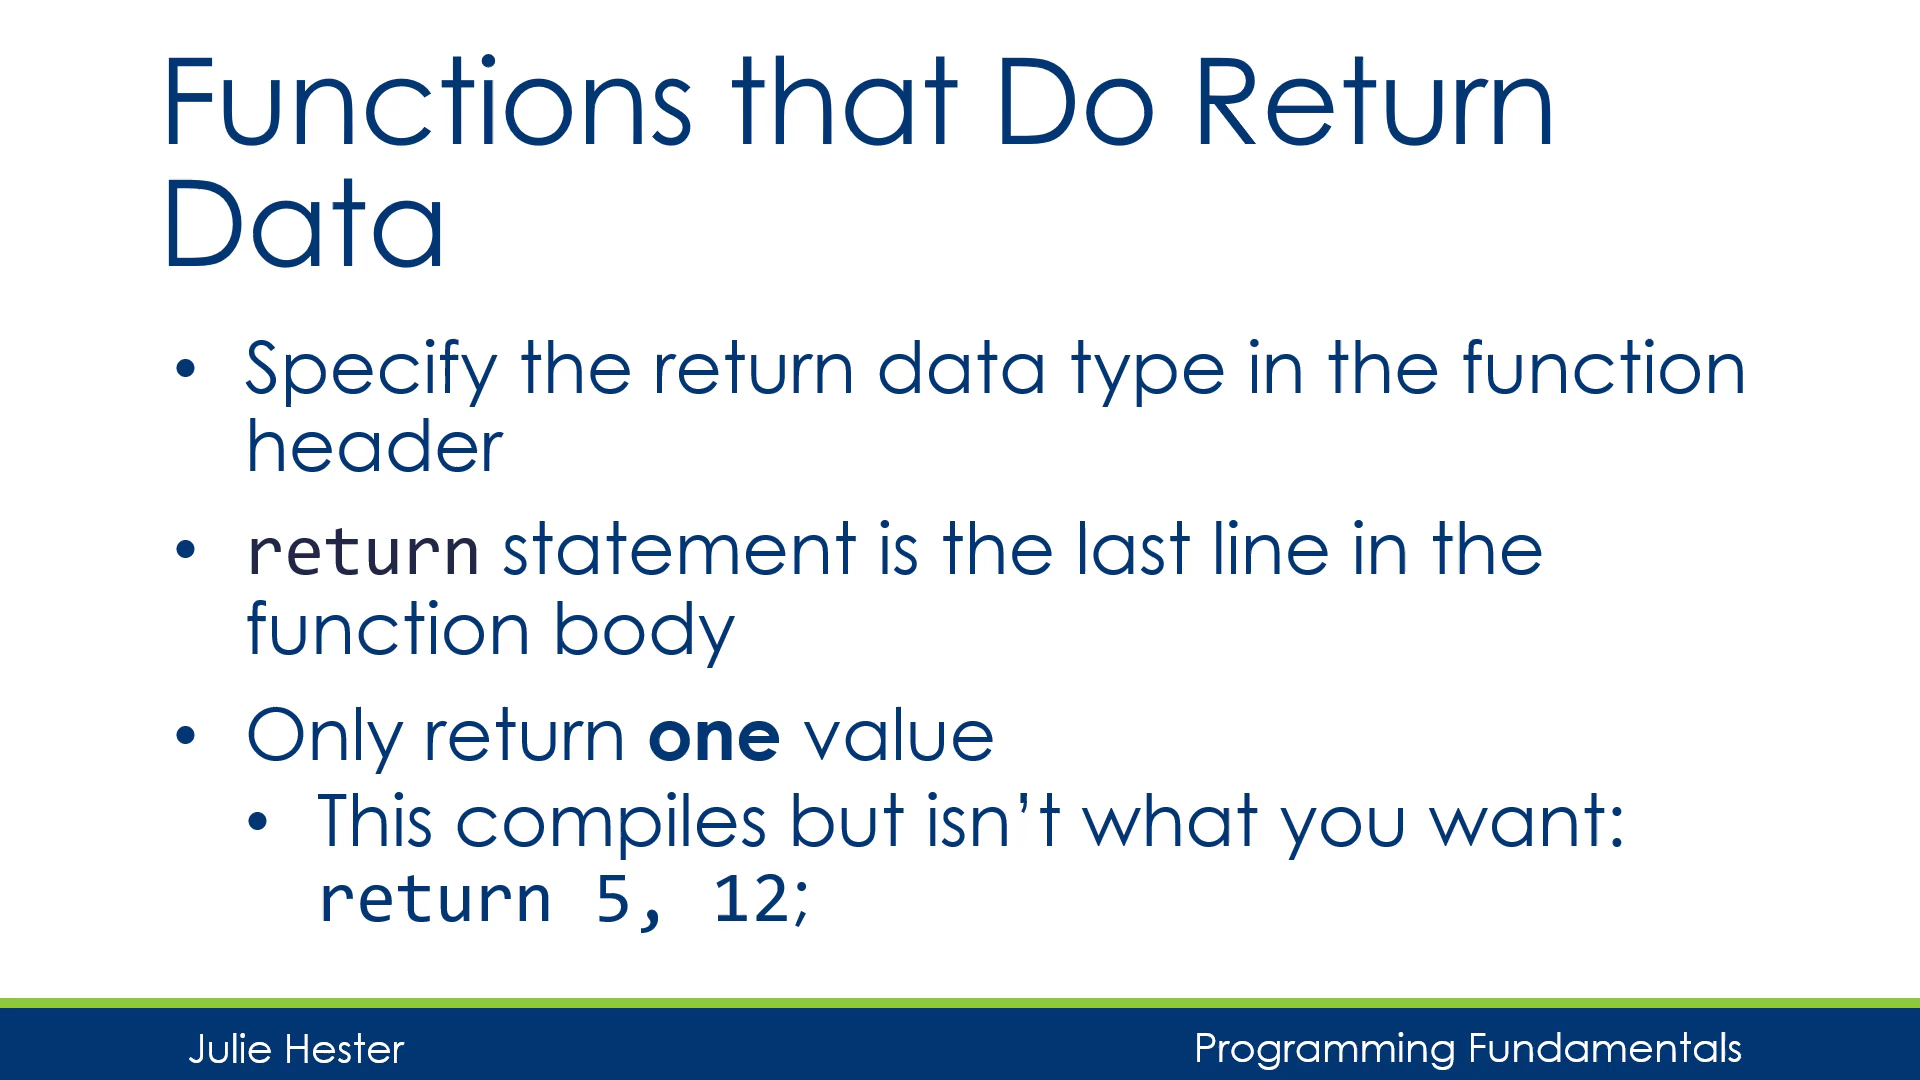 Functions that Do Return
Data
• Specify the return data type in the function
header
• return statement is the last line in the
function body
• Only return one value
• This compiles but isn’t what you want:
return 5, 12;
Julie Hester
Programming Fundamentals